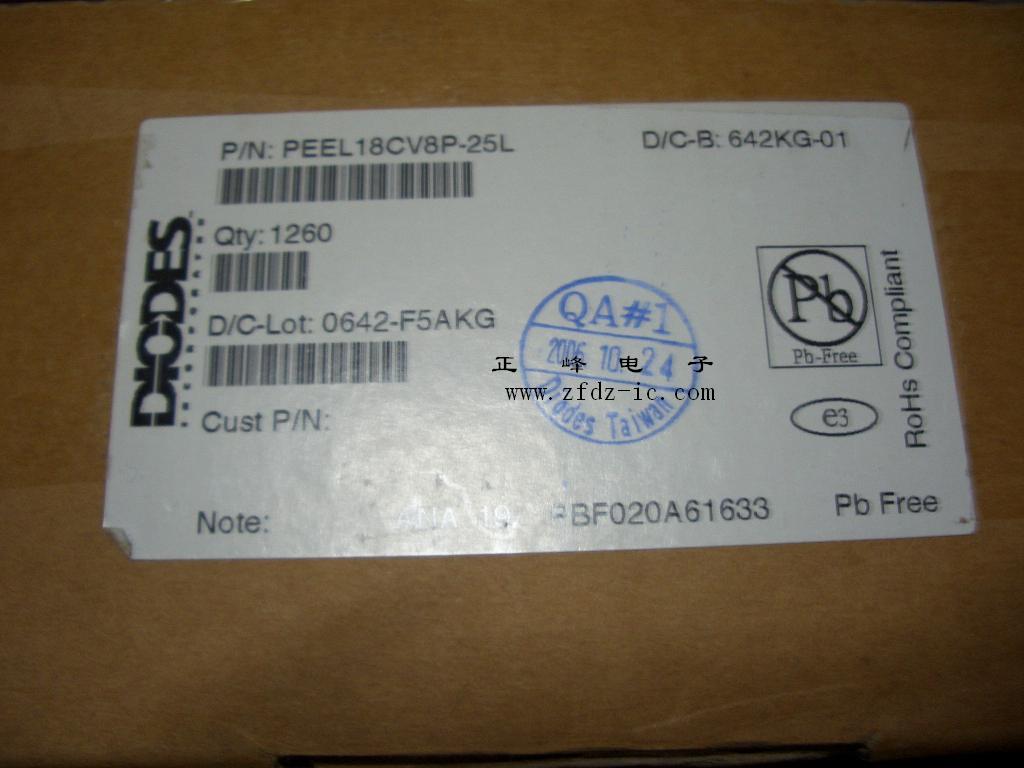 P/N: PEEL18CV8P-25L
D/C-B: 642KG-01
DIODES
INCORPORATED
Qty: 1260
D/C-Lot: 0642-F5AKG
Cust P/N:
QA#1
2006. 10. 24
Diodes Taiwan
正峰电子
www.zfdz-ic.com
Pb
Pb-Free
e3
RoHs Compliant
Note:
Pb Free